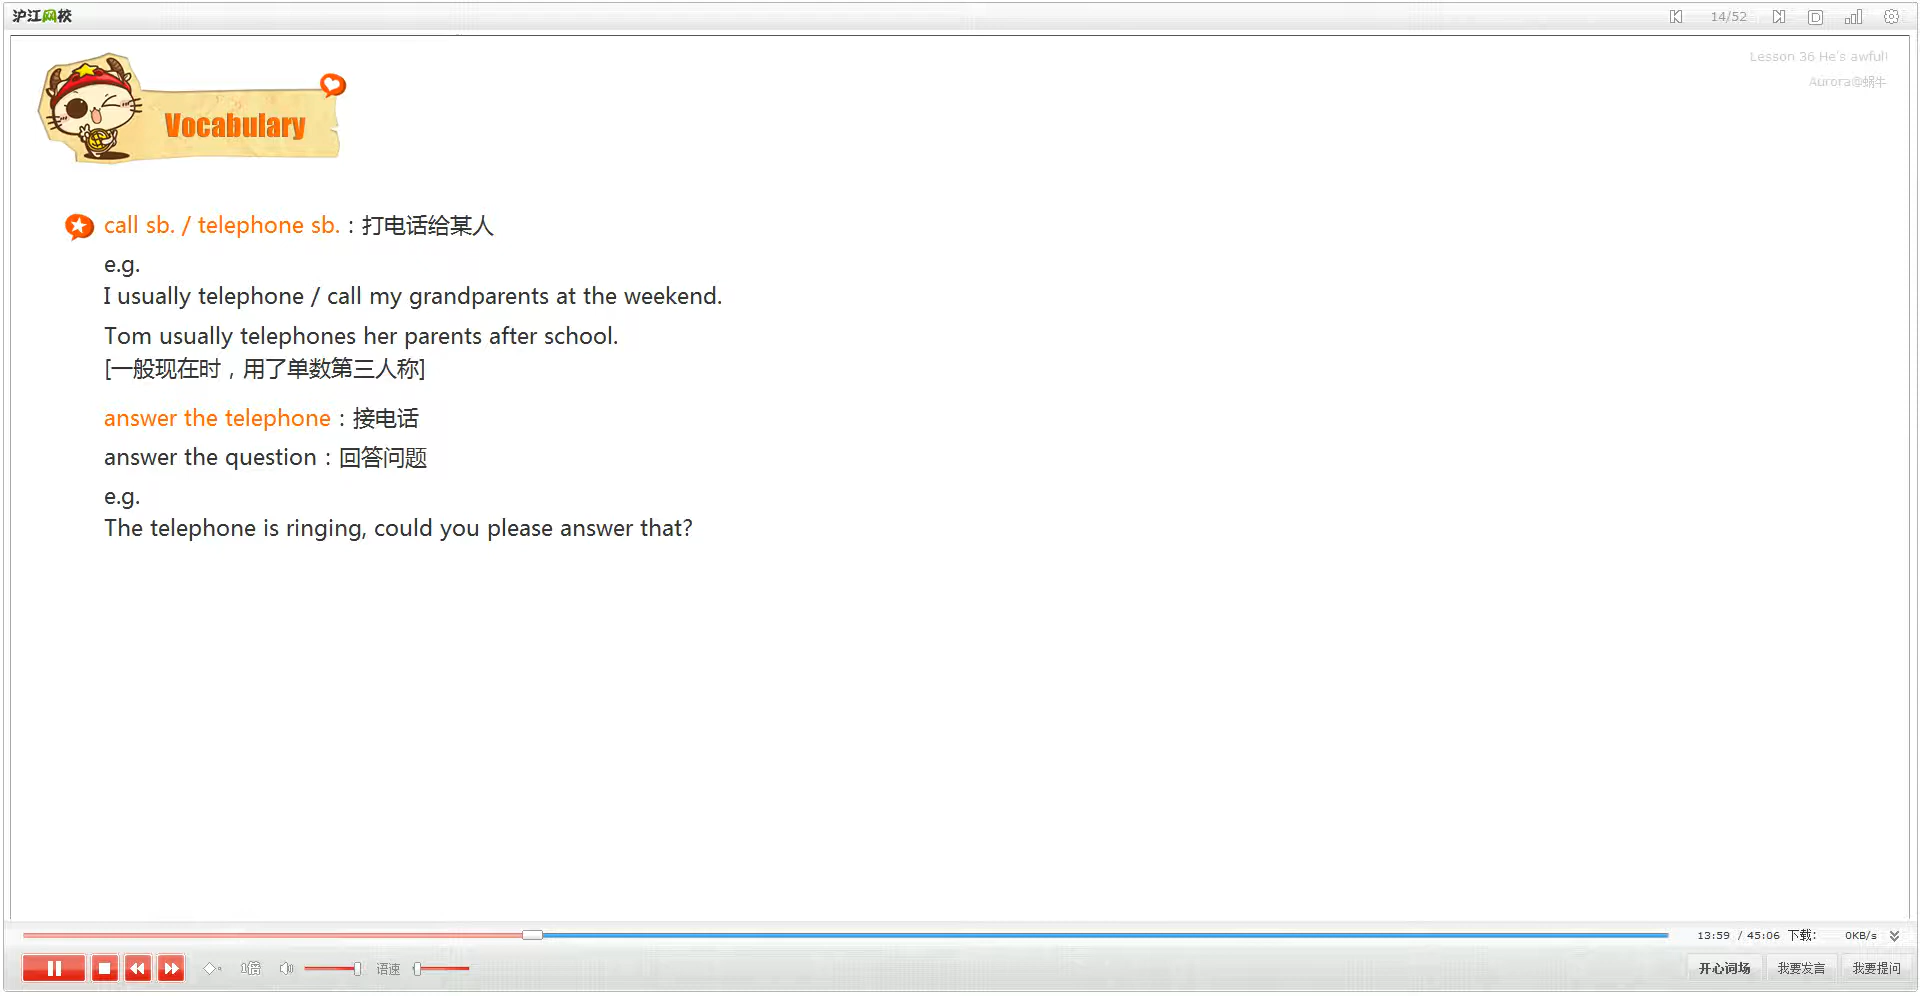 沪江网校
14/52
Lesson 36 He's awful!
Aurora@蜗牛
Vocabulary
call sb. / telephone sb.：打电话给某人
e.g.
I usually telephone / call my grandparents at the weekend.
Tom usually telephones her parents after school.
[一般现在时，用了单数第三人称]
answer the telephone：接电话
answer the question：回答问题
e.g.
The telephone is ringing, could you please answer that?
13:59 / 45:06 下载： 0KB/s
1倍 语速 开心词场 我要发言 我要提问